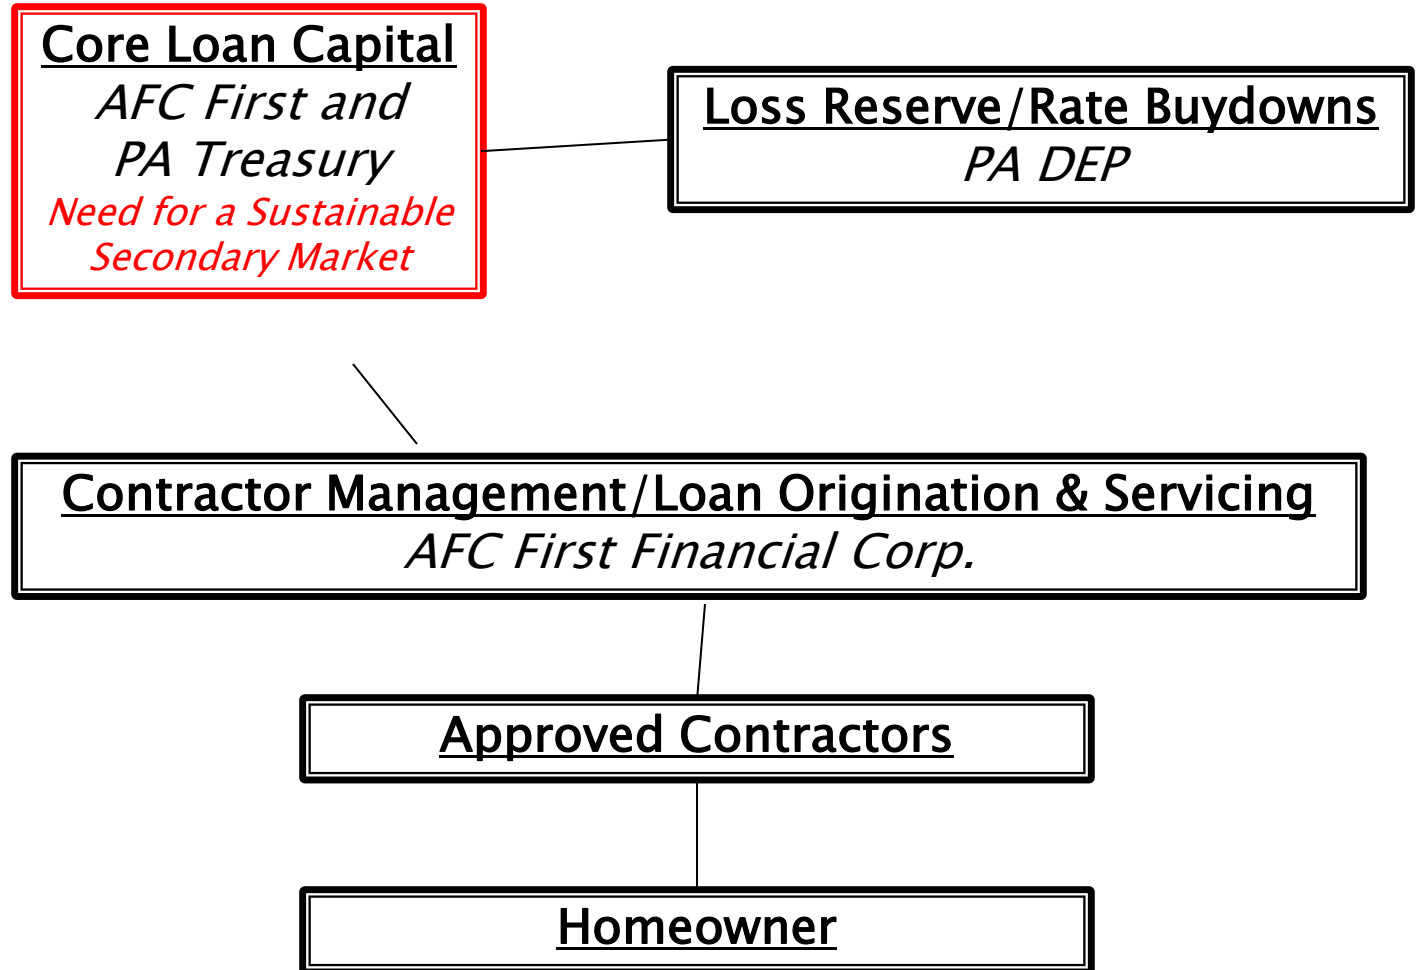 Core Loan Capital
AFC First and
PA Treasury
Need for a Sustainable
Secondary Market
Loss Reserve/Rate Buydowns
PA DEP
Contractor Management/Loan Origination & Servicing
AFC First Financial Corp.
Approved Contractors
Homeowner